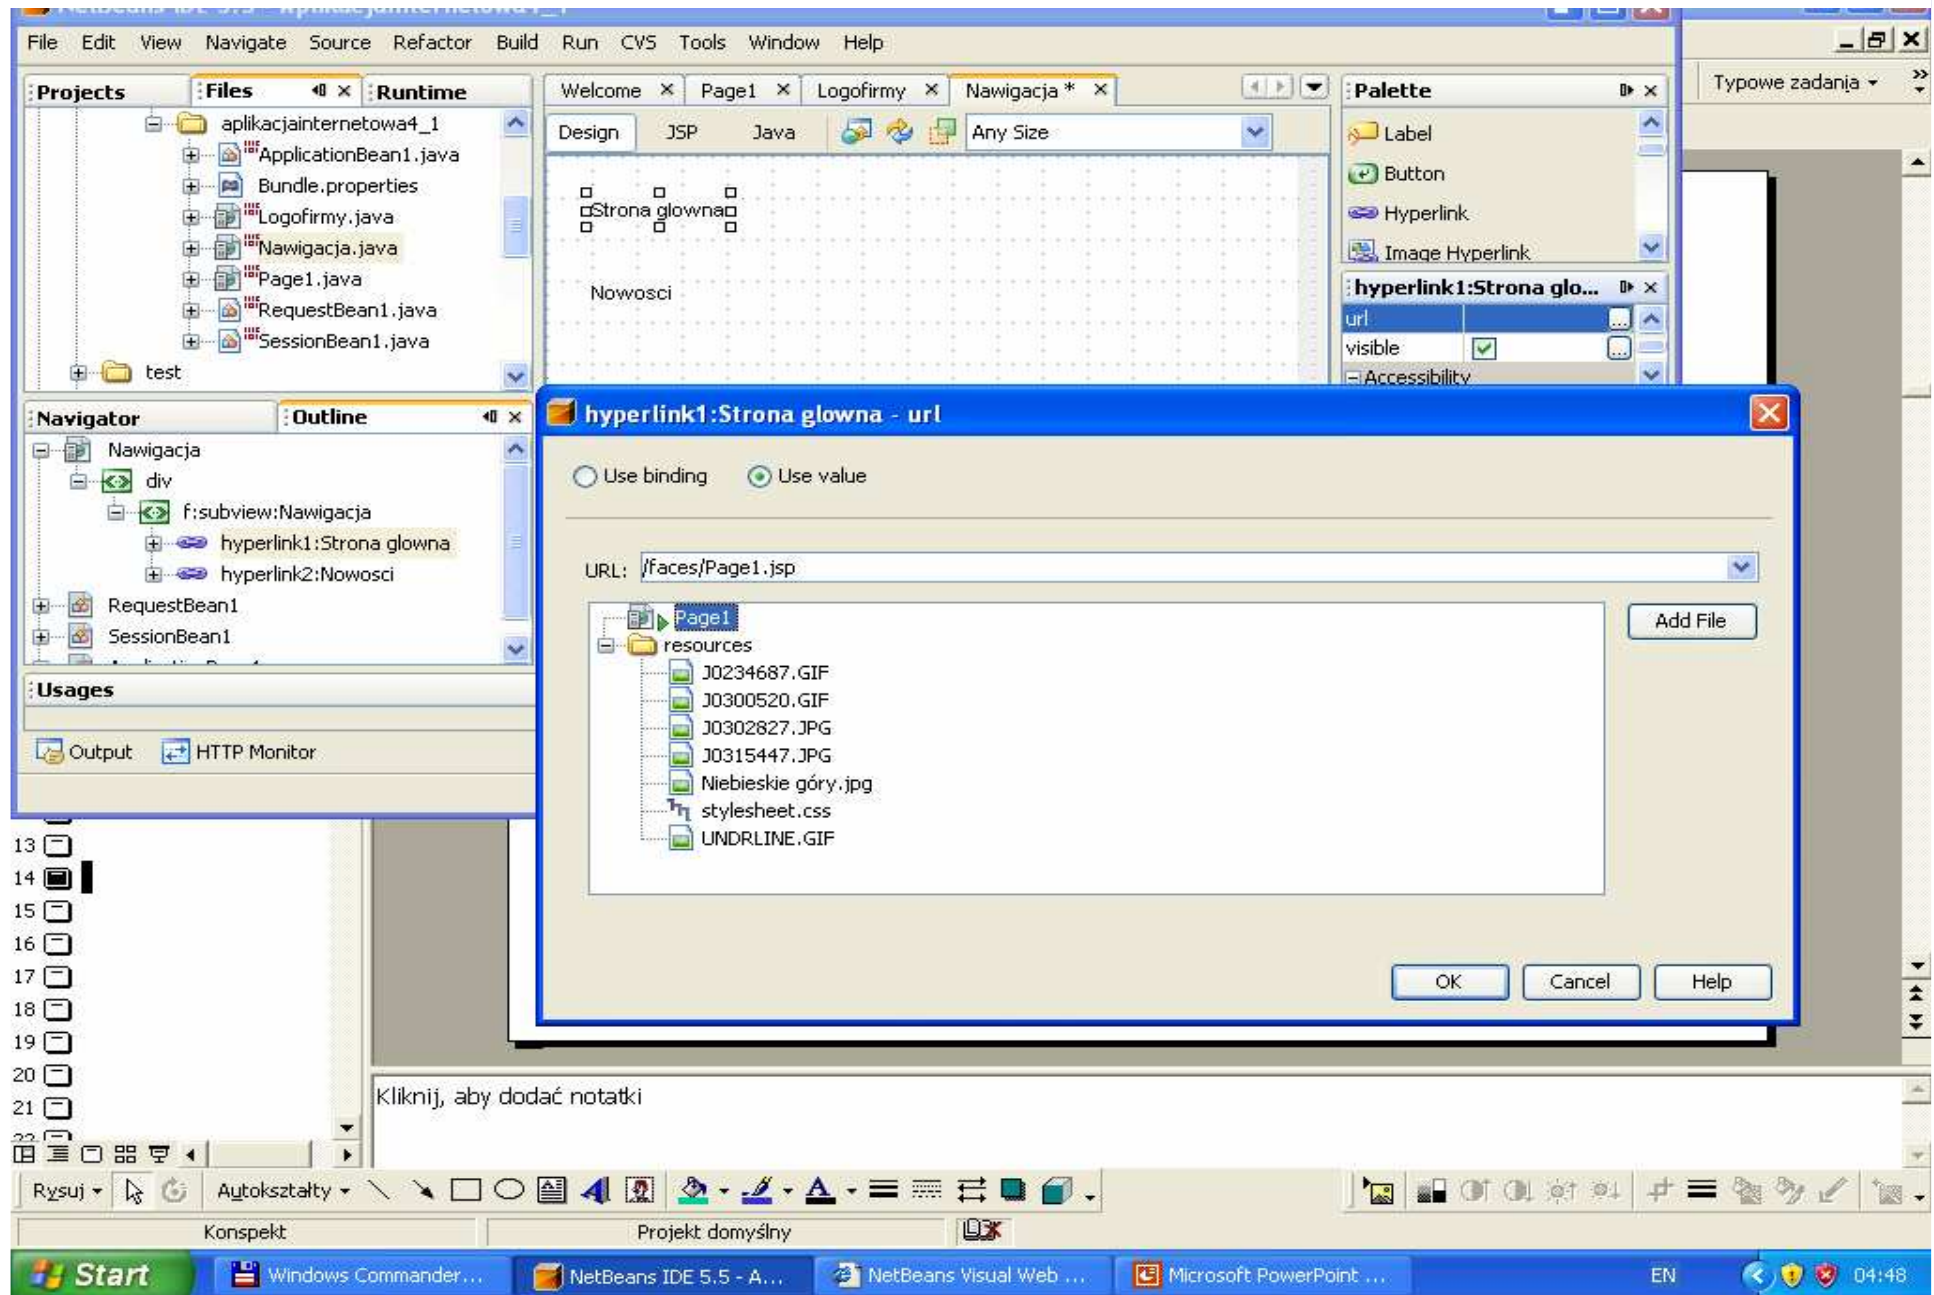 File Edit View Navigate Source Refactor Build Run CVS Tools Window Help
Typowe zadania
Projects Files Runtime
Welcome Page1 Logofirmy Nawigacja *
Palette
Design JSP Java Any Size
aplikacjainternetowa4_1
ApplicationBean1.java
Bundle.properties
Logofirmy.java
Nawigacja.java
Page1.java
RequestBean1.java
SessionBean1.java
test
Strona glowna
Nowosci
Label
Button
Hyperlink
Image Hyperlink
hyperlink1:Strona glo...
url
visible
Accessibility
Navigator Outline
Nawigacja
div
f:subview:Nawigacja
hyperlink1:Strona glowna
hyperlink2:Nowosci
RequestBean1
SessionBean1
Usages
Output HTTP Monitor
hyperlink1:Strona glowna - url
Use binding Use value
URL: /faces/Page1.jsp
Page1
Add File
resources
J0234687.GIF
J0300520.GIF
J0302827.JPG
J0315447.JPG
Niebieskie góry.jpg
stylesheet.css
UNDRLINE.GIF
OK Cancel Help
13
14
15
16
17
18
19
20
21
22
Kliknij, aby dodać notatki
Rysuj Autokształty
Konspekt Projekt domyślny
Start Windows Commander... NetBeans IDE 5.5 - A... NetBeans Visual Web ... Microsoft PowerPoint ... EN 04:48